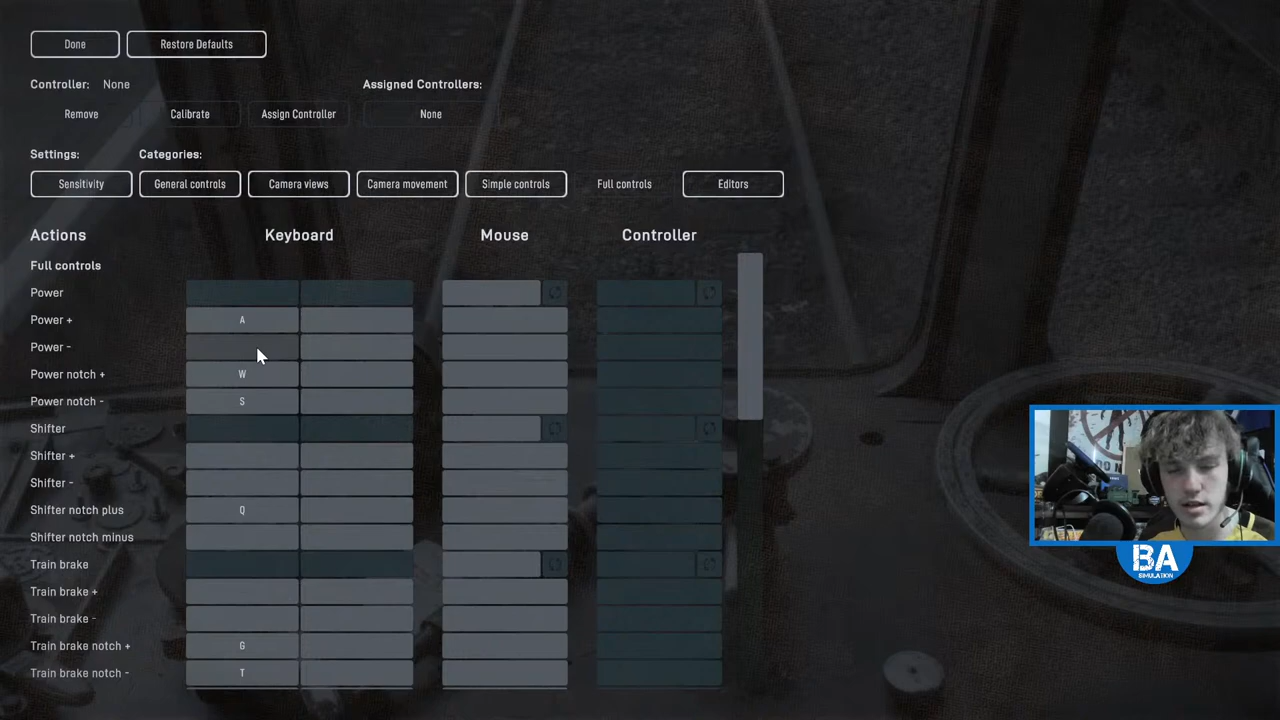 Done Restore Defaults
Controller: None Assigned Controllers:
Remove Calibrate Assign Controller None
Settings: Categories:
Sensitivity General controls Camera views Camera movement Simple controls Full controls Editors
Actions Keyboard Mouse Controller
Full controls
Power
Power + A
Power -
Power notch + W
Power notch - S
Shifter
Shifter +
Shifter -
Shifter notch plus Q
Shifter notch minus
Train brake
Train brake +
Train brake -
Train brake notch + G
Train brake notch - T
BA
SIMULATION